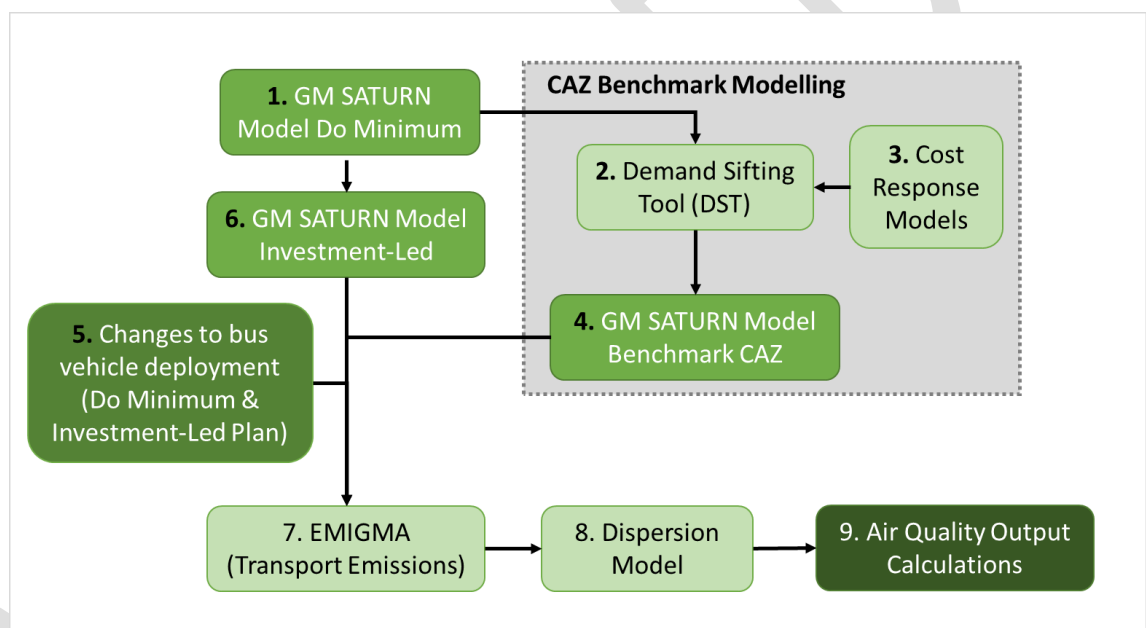 CAZ Benchmark Modelling
1. GM SATURN
Model Do Minimum
2. Demand Sifting
Tool (DST)
3. Cost
Response
Models
6. GM SATURN Model
Investment-Led
4. GM SATURN Model
Benchmark CAZ
5. Changes to bus
vehicle deployment
(Do Minimum &
Investment-Led Plan)
7. EMIGMA
(Transport Emissions)
8. Dispersion
Model
9. Air Quality Output
Calculations